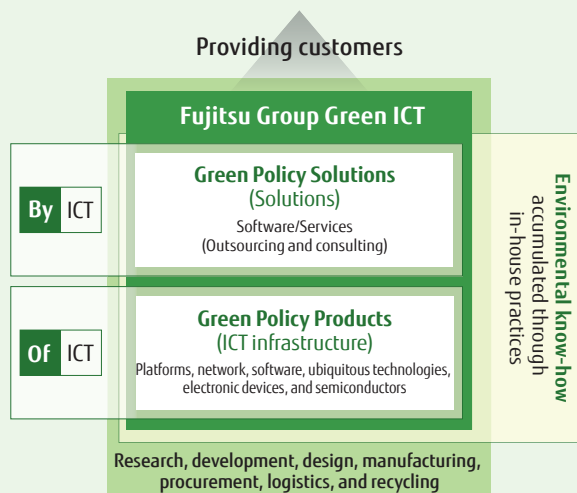 Providing customers
Fujitsu Group Green ICT
Green Policy Solutions
(Solutions)
Software/Services
(Outsourcing and consulting)
By ICT
Green Policy Products
(ICT infrastructure)
Platforms, network, software, ubiquitous technologies,
electronic devices, and semiconductors
Of ICT
Environmental know-how
accumulated through
in-house practices
Research, development, design, manufacturing,
procurement, logistics, and recycling